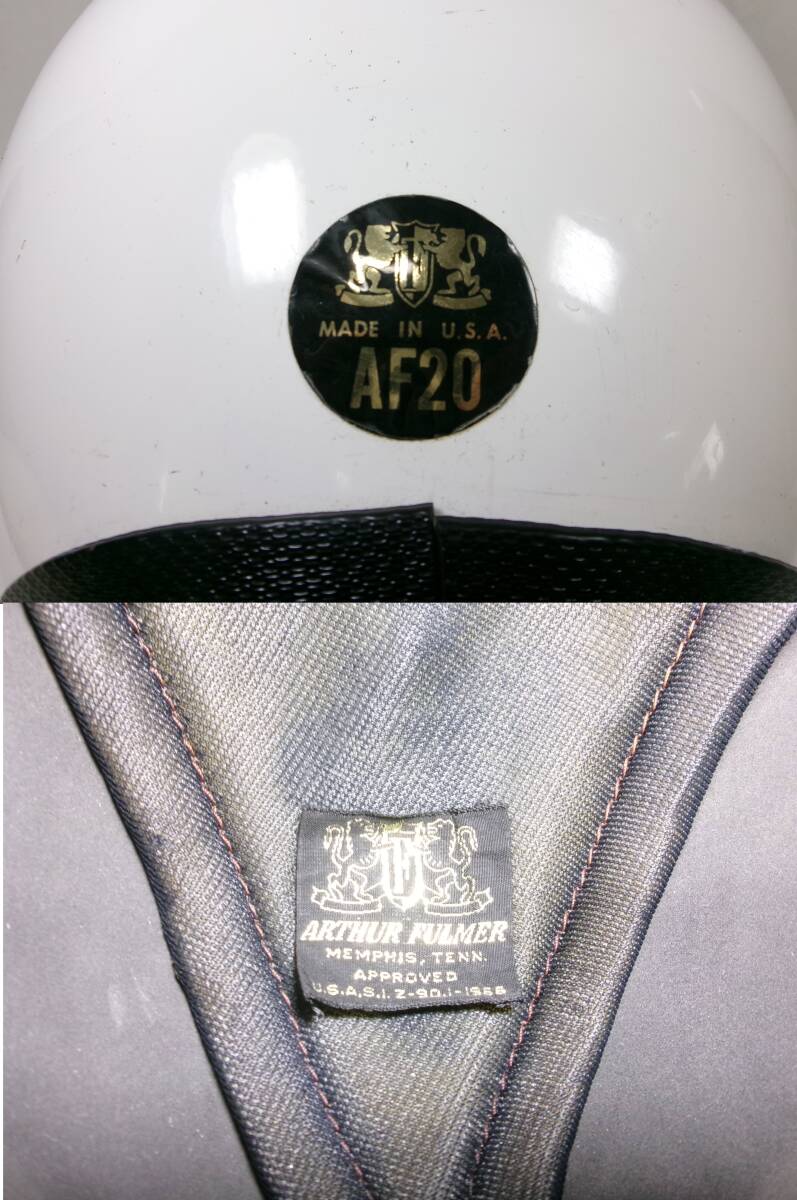 MADE IN U.S.A.
AF20
ARTHUR FULMER
MEMPHIS, TENN.
APPROVED
U.S.A.S.I. Z-90.1-1966